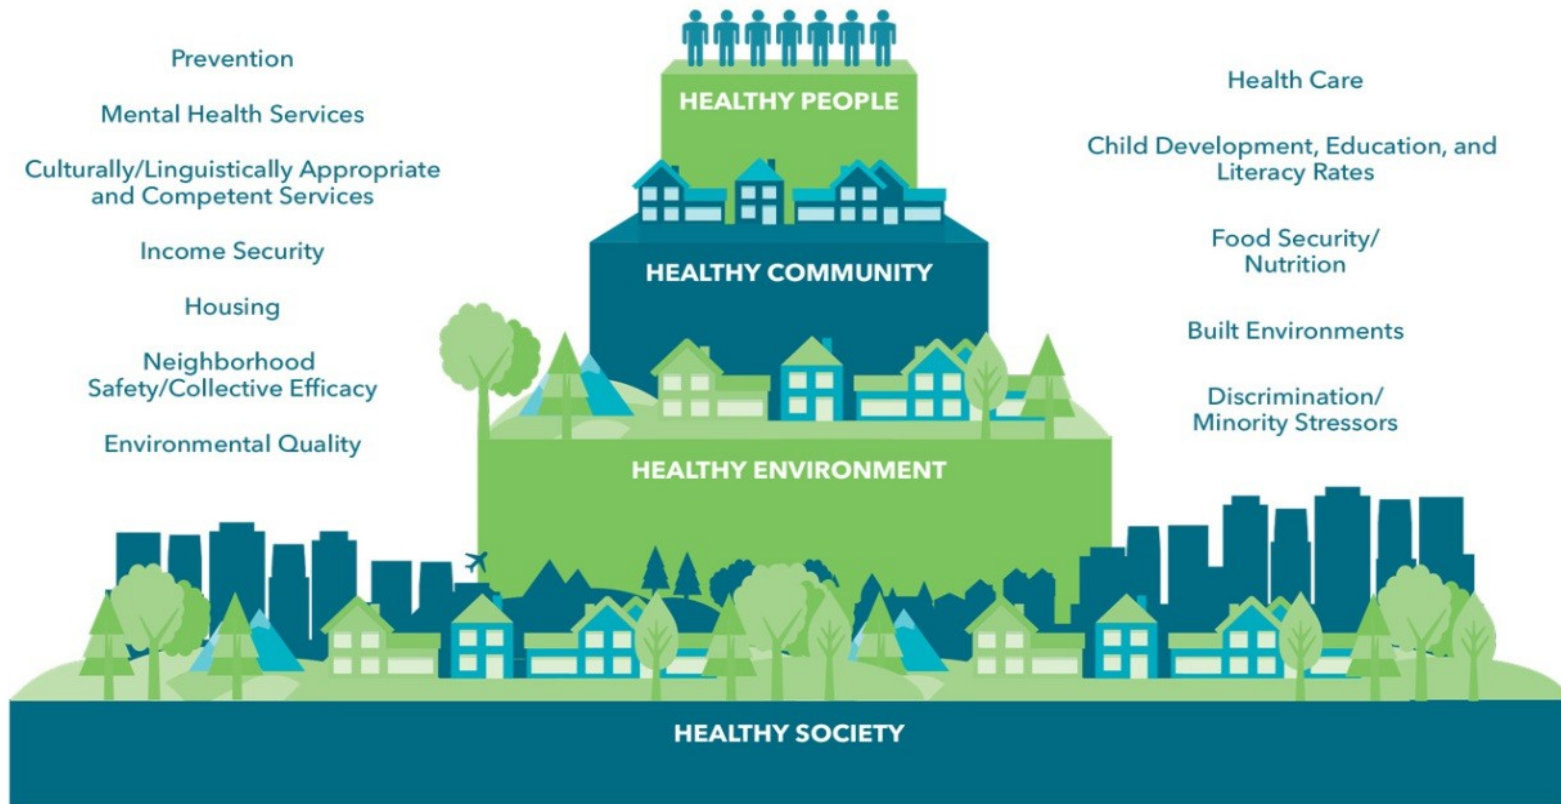 Prevention
Mental Health Services
Culturally/Linguistically Appropriate
and Competent Services
Income Security
Housing
Neighborhood
Safety/Collective Efficacy
Environmental Quality
HEALTHY PEOPLE
HEALTHY COMMUNITY
HEALTHY ENVIRONMENT
HEALTHY SOCIETY
Health Care
Child Development, Education, and
Literacy Rates
Food Security/
Nutrition
Built Environments
Discrimination/
Minority Stressors